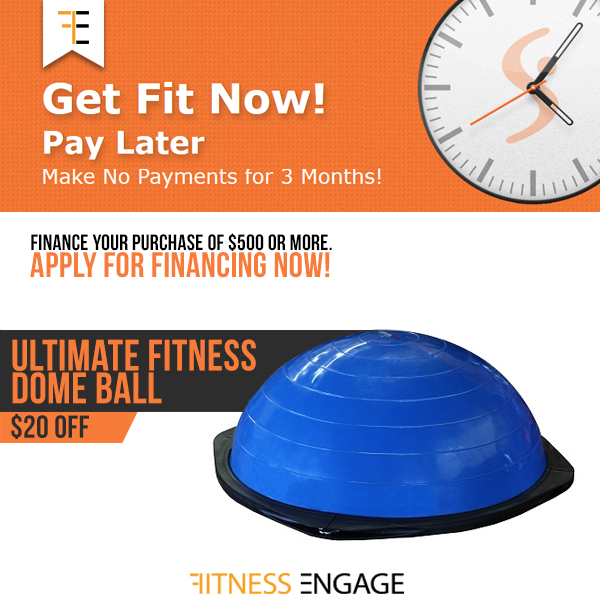 FE
Get Fit Now!
Pay Later
Make No Payments for 3 Months!
FINANCE YOUR PURCHASE OF $500 OR MORE.
APPLY FOR FINANCING NOW!
ULTIMATE FITNESS
DOME BALL
$20 OFF
FITNESS ENGAGE